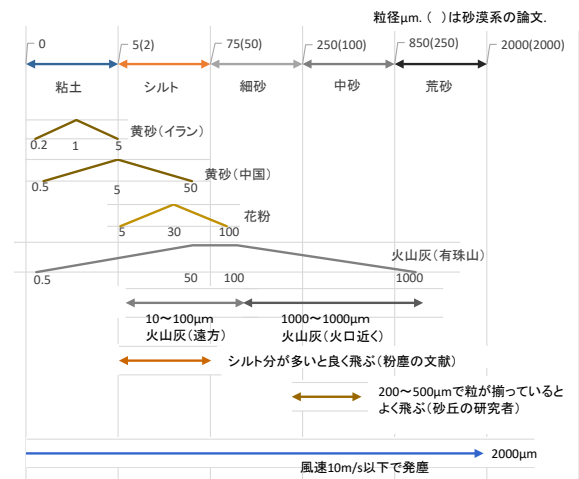 粒径μm. (　)は砂漠系の論文.
0
5(2)
75(50)
250(100)
850(250)
2000(2000)
粘土
シルト
細砂
中砂
荒砂
黄砂(イラン)
0.2
1
5
黄砂(中国)
0.5
5
50
花粉
5
30
100
火山灰(有珠山)
0.5
50
100
1000
10～100μm
火山灰(遠方)
1000～1000μm
火山灰(火口近く)
シルト分が多いと良く飛ぶ(粉塵の文献)
200～500μmで粒が揃っていると
よく飛ぶ(砂丘の研究者)
2000μm
風速10m/s以下で発塵